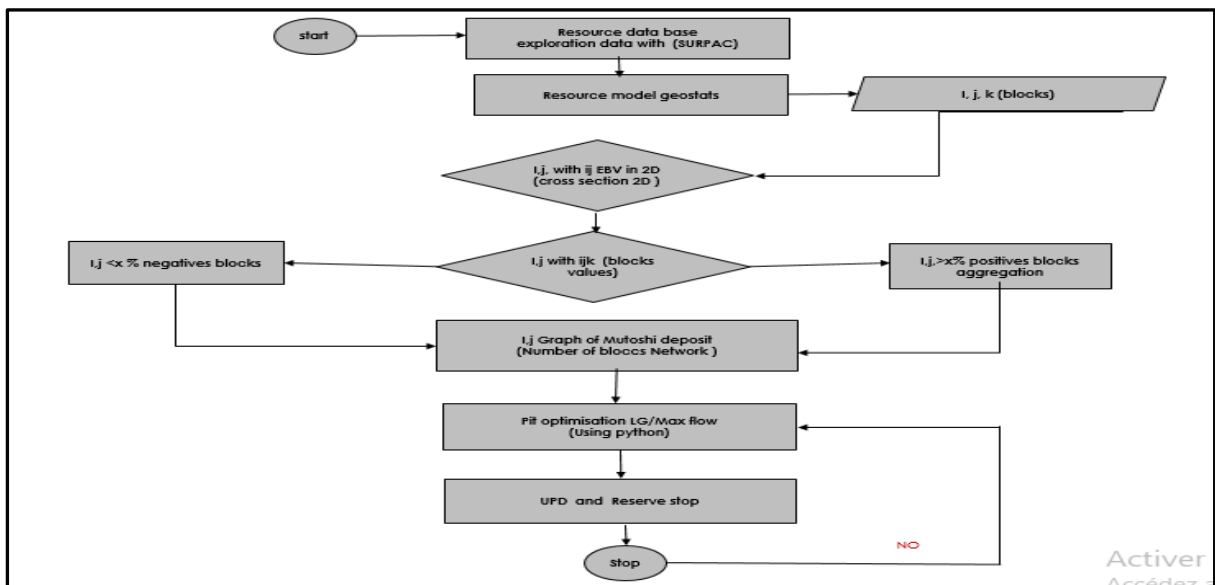 start
Resource data base
exploration data with (SURPAC)
Resource model geostats
I, j, k (blocks)
I,j, with ij EBV in 2D
(cross section 2D )
I,j <x % negatives blocks
I,j with ijk (blocks
values)
I,j,>x% positives blocks
aggregation
I,j Graph of Mutoshi deposit
(Number of bloccs Network )
Pit optimisation LG/Max flow
(Using python)
UPD and Reserve stop
NO
Stop
Activer